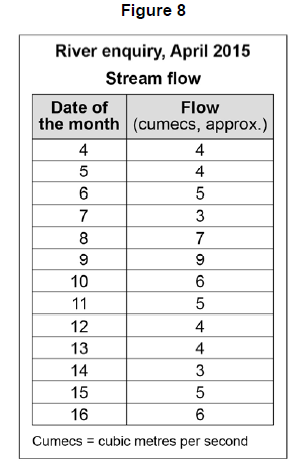 Figure 8
River enquiry, April 2015
Stream flow
Date of the month Flow (cumecs, approx.)
4 4
5 4
6 5
7 3
8 7
9 9
10 6
11 5
12 4
13 4
14 3
15 5
16 6
Cumecs = cubic metres per second